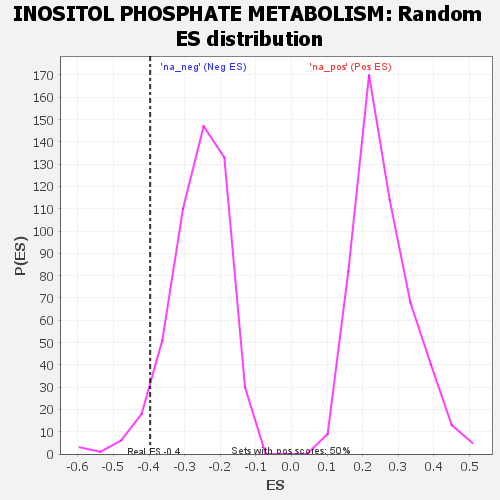 INOSITOL PHOSPHATE METABOLISM: Random
ES distribution
'na_neg' (Neg ES)
'na_pos' (Pos ES)
170
160
150
140
130
120
110
100
90
80
70
60
50
40
30
20
10
0
P(ES)
Real ES -0.4
Sets with pos scores: 50%
-0.6 -0.5 -0.4 -0.3 -0.2 -0.1 0.0 0.1 0.2 0.3 0.4 0.5
ES